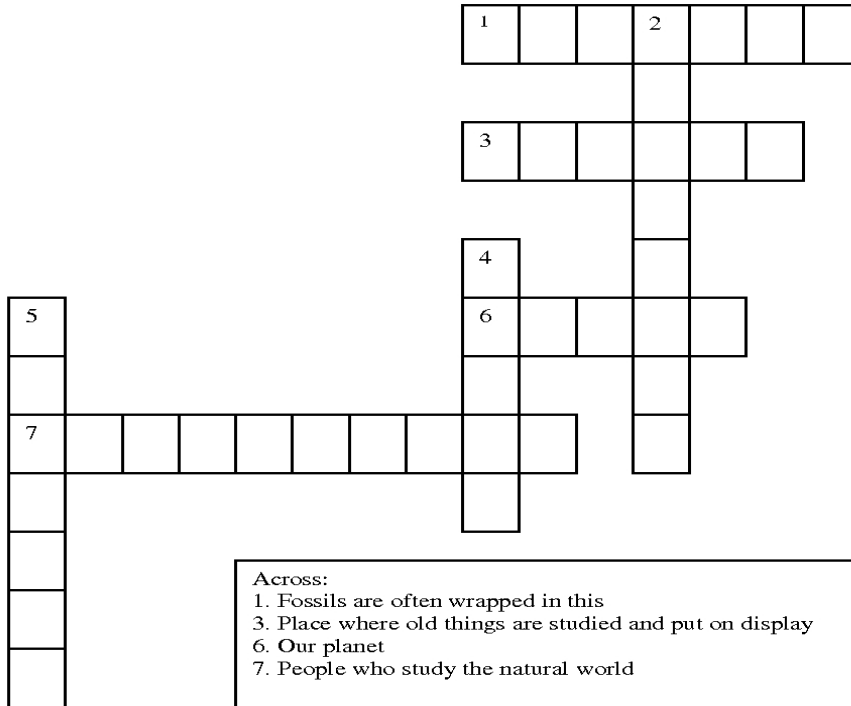 1 2
3
4
5 6
7
Across:
1. Fossils are often wrapped in this
3. Place where old things are studied and put on display
6. Our planet
7. People who study the natural world